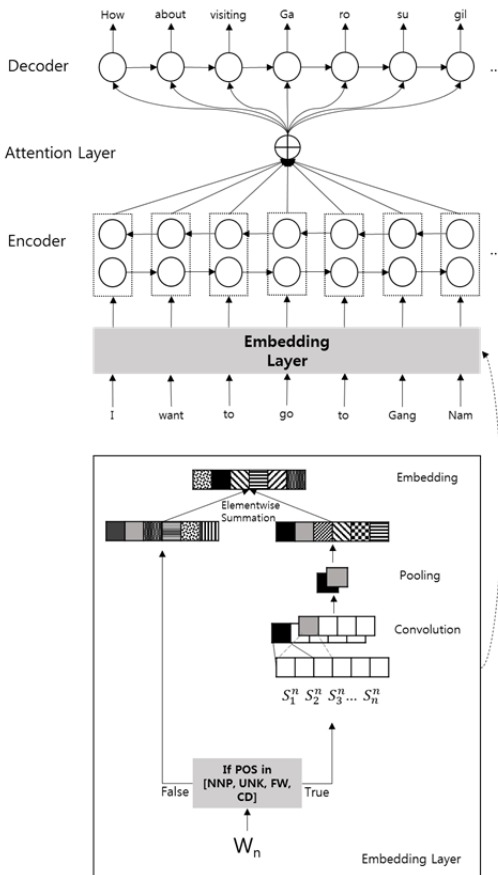 How about visiting Ga ro su gil
Decoder
...
Attention Layer
Encoder
...
Embedding
Layer
I want to go to Gang Nam
Embedding
Elementwise
Summation
Pooling
Convolution
S₁ⁿ S₂ⁿ S₃ⁿ... Sₙⁿ
If POS in
[NNP, UNK, FW,
CD]
False
True
Wₙ
Embedding Layer